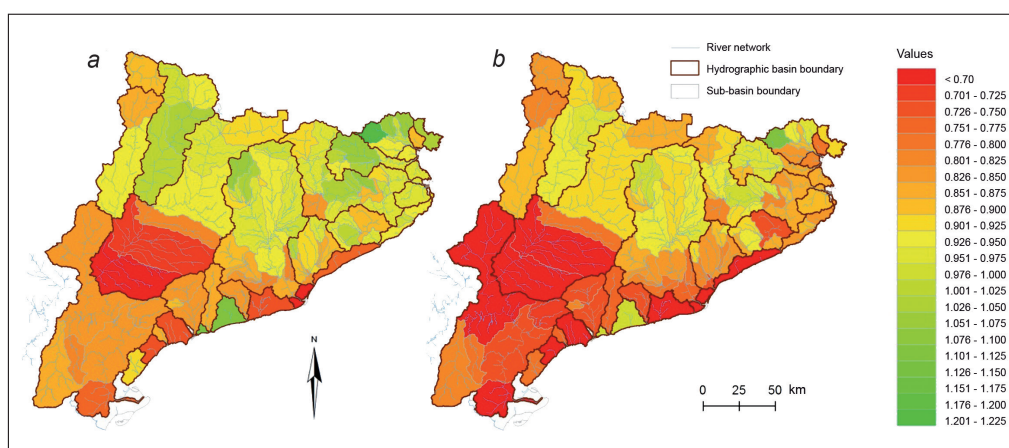 a
b
River network
Hydrographic basin boundary
Sub-basin boundary
Values
< 0.70
0.701 - 0.725
0.726 - 0.750
0.751 - 0.775
0.776 - 0.800
0.801 - 0.825
0.826 - 0.850
0.851 - 0.875
0.876 - 0.900
0.901 - 0.925
0.926 - 0.950
0.951 - 0.975
0.976 - 1.000
1.001 - 1.025
1.026 - 1.050
1.051 - 1.075
1.076 - 1.100
1.101 - 1.125
1.126 - 1.150
1.151 - 1.175
1.176 - 1.200
1.201 - 1.225
N
0 25 50 km